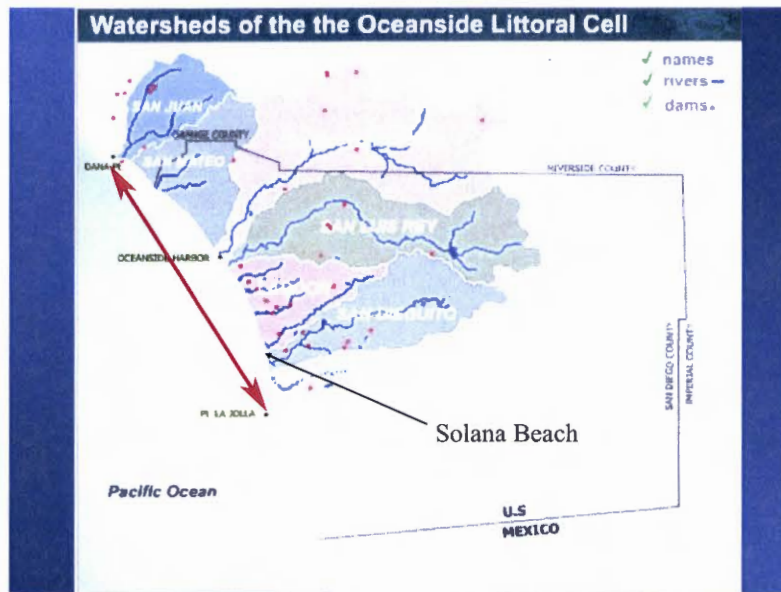 Watersheds of the the Oceanside Littoral Cell
names
rivers
dams
SAN JUAN
ORANGE COUNTY
SAN MATEO
DANA PT
RIVERSIDE COUNTY
SAN LUIS REY
OCEANSIDE HARBOR
SAN DIEGUITO
SAN DIEGO COUNTY
IMPERIAL COUNTY
PT LA JOLLA
Solana Beach
Pacific Ocean
U.S
MEXICO